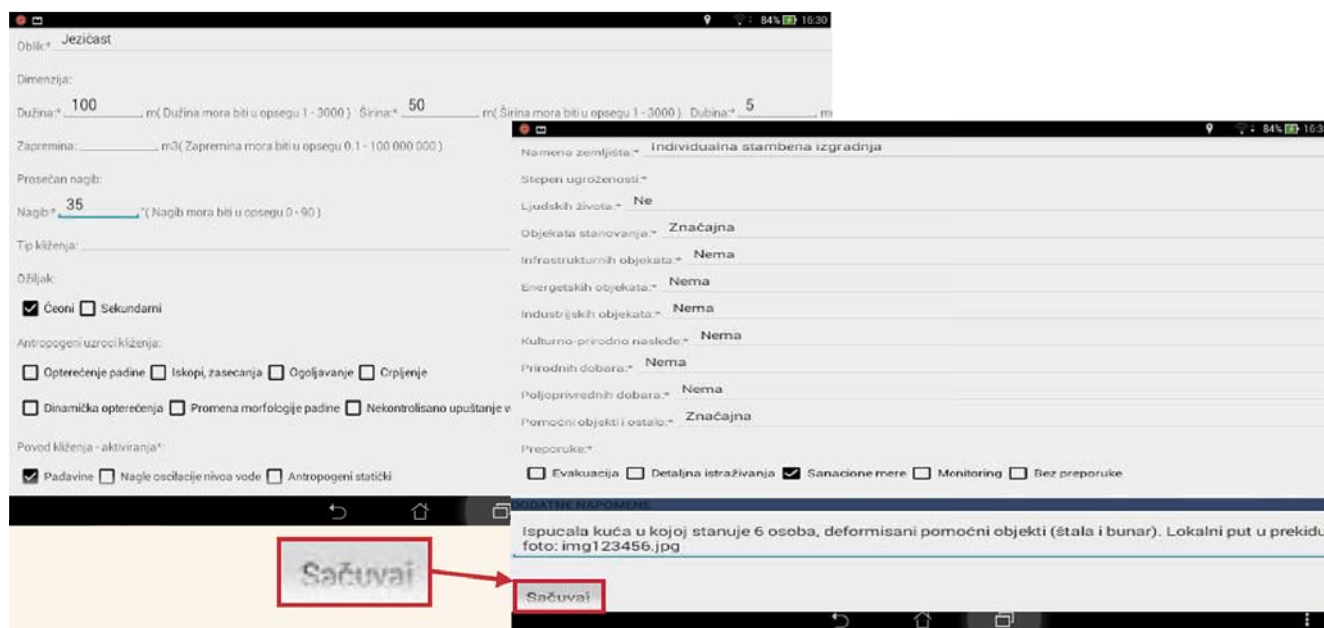 84% 16:30
Oblik:* Jezičast
Dimenzija:
Dužina:* 100 m( Dužina mora biti u opsegu 1 - 3000 ) Širina:* 50 m( Širina mora biti u opsegu 1 - 3000 ) Dubina:* 5 m
Zapremina: m3( Zapremina mora biti u opsegu 0.1 - 100 000 000 )
Prosečan nagib:
Nagib:* 35 °( Nagib mora biti u opsegu 0 - 90 )
Tip kliženja:
Ožiljak:
Čeoni Sekundarni
Antropogeni uzroci kliženja:
Opterećenje padine Iskopi, zasecanja Ogoljavanje Crpljenje
Dinamička opterećenja Promena morfologije padine Nekontrolisano upuštanje v
Povod kliženja - aktiviranja*:
Padavine Nagle oscilacije nivoa vode Antropogeni statički
Sačuvaj
84% 16:3
Namena zemljišta:* Individualna stambena izgradnja
Stepen ugroženosti:*
Ljudskih života:* Ne
Objekata stanovanja:* Značajna
Infrastrukturnih objekata:* Nema
Energetskih objekata:* Nema
Industrijskih objekata:* Nema
Kulturno-prirodno nasleđe:* Nema
Prirodnih dobara:* Nema
Poljoprivrednih dobara:* Nema
Pomoćni objekti i ostalo:* Značajna
Preporuke:*
Evakuacija Detaljna istraživanja Sanacione mere Monitoring Bez preporuke
DODATNE NAPOMENE
Ispucala kuća u kojoj stanuje 6 osoba, deformisani pomoćni objekti (štala i bunar). Lokalni put u prekidu
foto: img123456.jpg
Sačuvaj